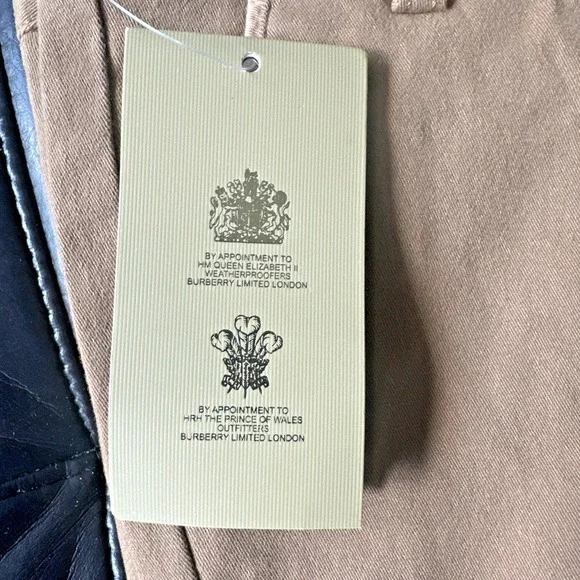 BY APPOINTMENT TO
HM QUEEN ELIZABETH II
WEATHERPROOFERS
BURBERRY LIMITED LONDON
BY APPOINTMENT TO
HRH THE PRINCE OF WALES
OUTFITTERS
BURBERRY LIMITED LONDON